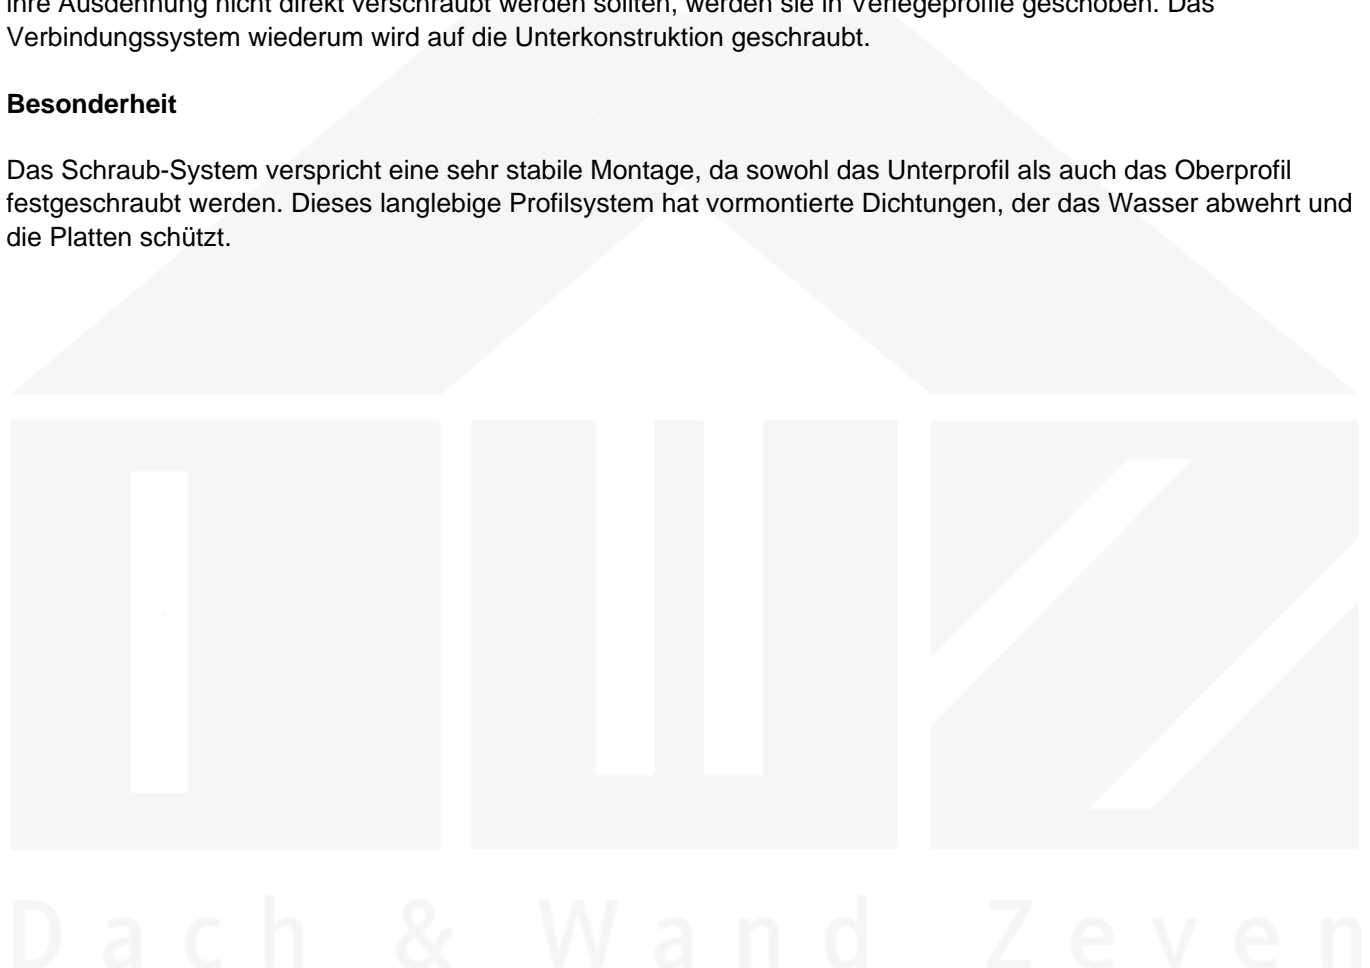 ihre Ausdehnung nicht direkt verschraubt werden sollten, werden sie in Verlegeprofile geschoben. Das
Verbindungssystem wiederum wird auf die Unterkonstruktion geschraubt.
Besonderheit
Das Schraub-System verspricht eine sehr stabile Montage, da sowohl das Unterprofil als auch das Oberprofil
festgeschraubt werden. Dieses langlebige Profilsystem hat vormontierte Dichtungen, der das Wasser abwehrt und
die Platten schützt.
Dach & Wand Zeven